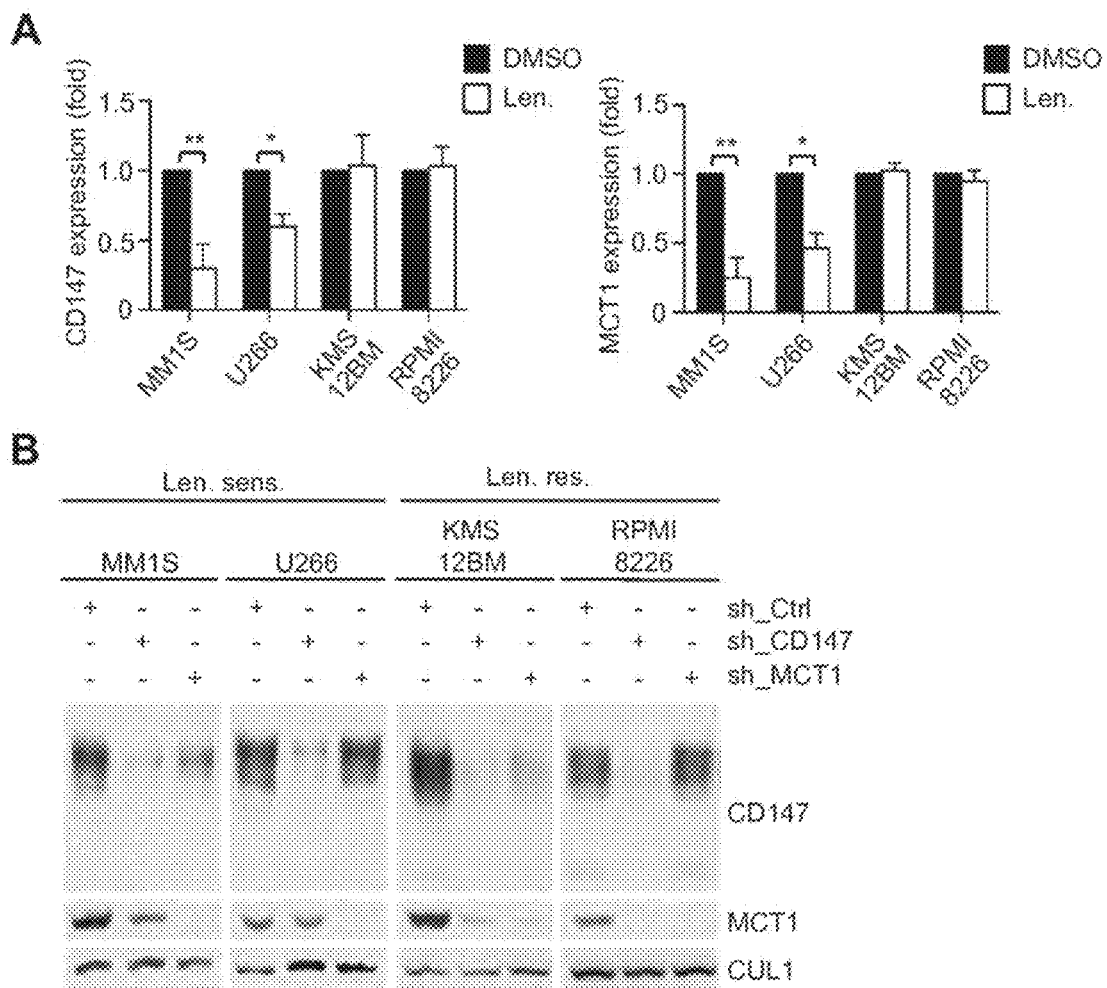 A
DMSO
Len.
CD147 expression (fold)
1.5
1.0
0.5
0
** *
MM1S
U266
KMS
12BM
RPMI
8226
DMSO
Len.
MCT1 expression (fold)
1.5
1.0
0.5
0
** *
MM1S
U266
KMS
12BM
RPMI
8226
B
Len. sens. Len. res.
MM1S U266 KMS 12BM RPMI 8226
+ - - + - - + - - + - - sh_Ctrl
- + - - + - - + - - + - sh_CD147
- - + - - + - - + - - + sh_MCT1
CD147
MCT1
CUL1